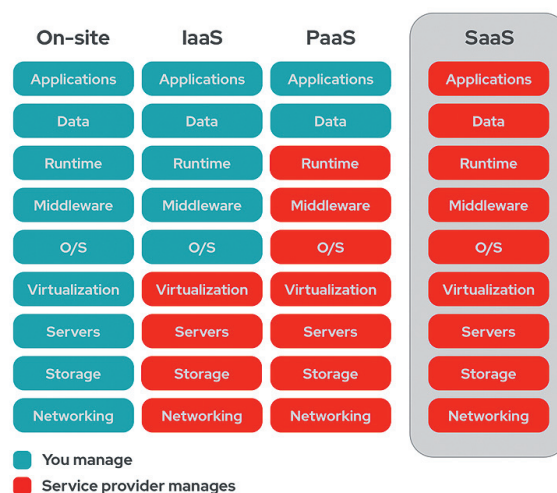 On-site IaaS PaaS SaaS
Applications Applications Applications Applications
Data Data Data Data
Runtime Runtime Runtime Runtime
Middleware Middleware Middleware Middleware
O/S O/S O/S O/S
Virtualization Virtualization Virtualization Virtualization
Servers Servers Servers Servers
Storage Storage Storage Storage
Networking Networking Networking Networking
You manage
Service provider manages